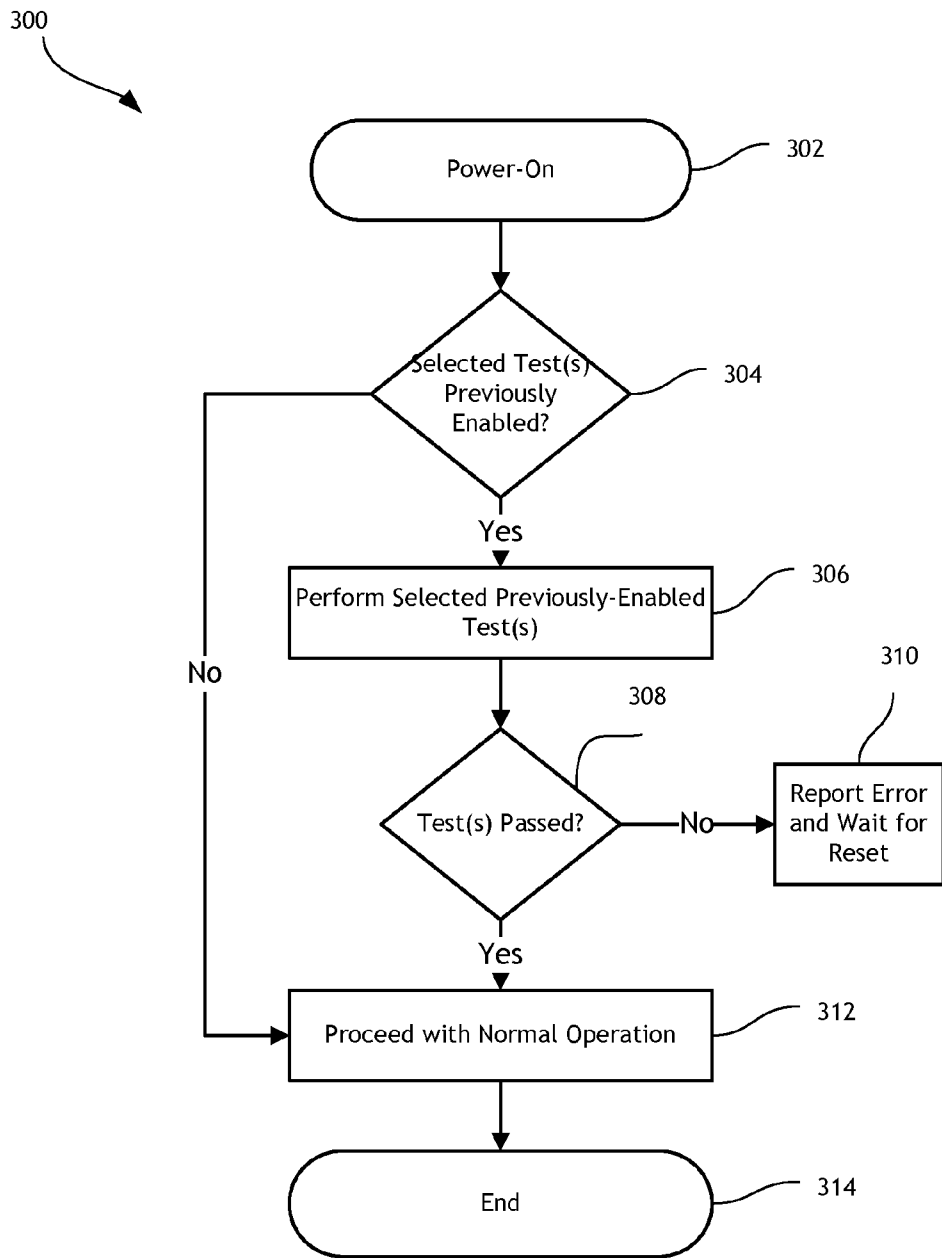 300
Power-On
302
Selected Test(s)
Previously
Enabled?
304
Yes
Perform Selected Previously-Enabled
Test(s)
306
No
308
310
Test(s) Passed?
No
Report Error
and Wait for
Reset
Yes
Proceed with Normal Operation
312
End
314